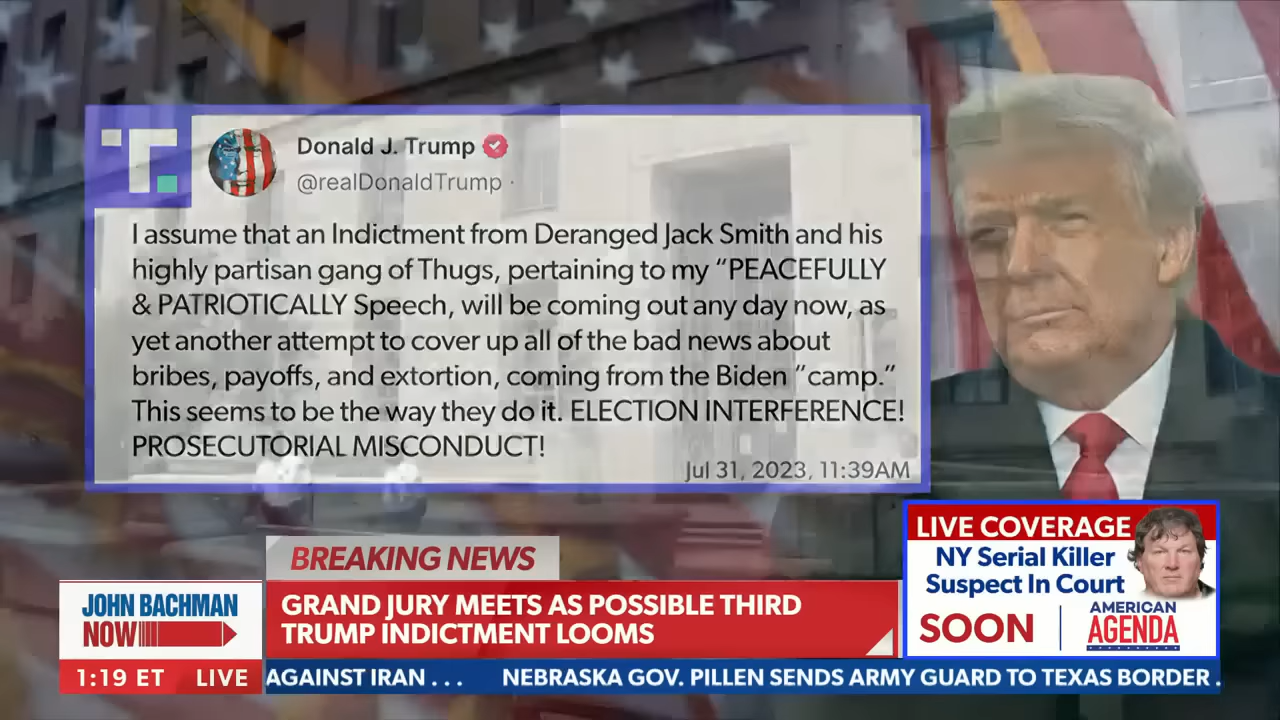 T.
Donald J. Trump
@realDonaldTrump ·
I assume that an Indictment from Deranged Jack Smith and his
highly partisan gang of Thugs, pertaining to my “PEACEFULLY
& PATRIOTICALLY Speech, will be coming out any day now, as
yet another attempt to cover up all of the bad news about
bribes, payoffs, and extortion, coming from the Biden “camp.”
This seems to be the way they do it. ELECTION INTERFERENCE!
PROSECUTORIAL MISCONDUCT!
Jul 31, 2023, 11:39AM
LIVE COVERAGE
NY Serial Killer
Suspect In Court
SOON
AMERICAN
AGENDA
BREAKING NEWS
JOHN BACHMAN
NOW
GRAND JURY MEETS AS POSSIBLE THIRD
TRUMP INDICTMENT LOOMS
1:19 ET LIVE
AGAINST IRAN . . . NEBRASKA GOV. PILLEN SENDS ARMY GUARD TO TEXAS BORDER .